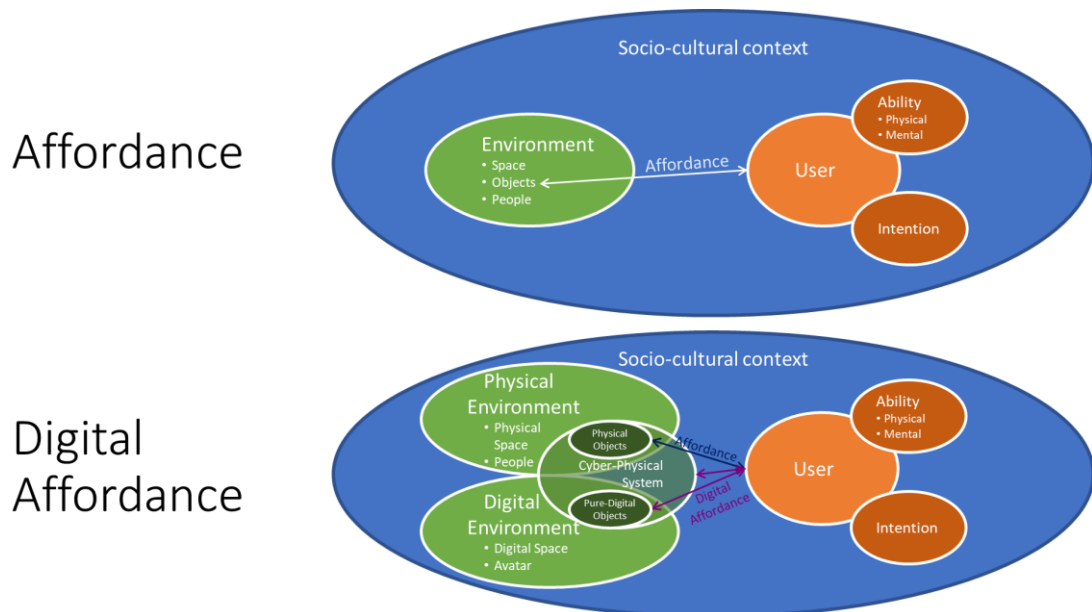 Affordance
Socio-cultural context
Environment
• Space
• Objects
• People
Affordance
User
Ability
• Physical
• Mental
Intention
Digital
Affordance
Socio-cultural context
Physical
Environment
• Physical
Space
• People
Physical
Objects
Cyber-Physical
System
Digital
Environment
• Digital Space
• Avatar
Pure-Digital
Objects
Affordance
Digital
Affordance
User
Ability
• Physical
• Mental
Intention